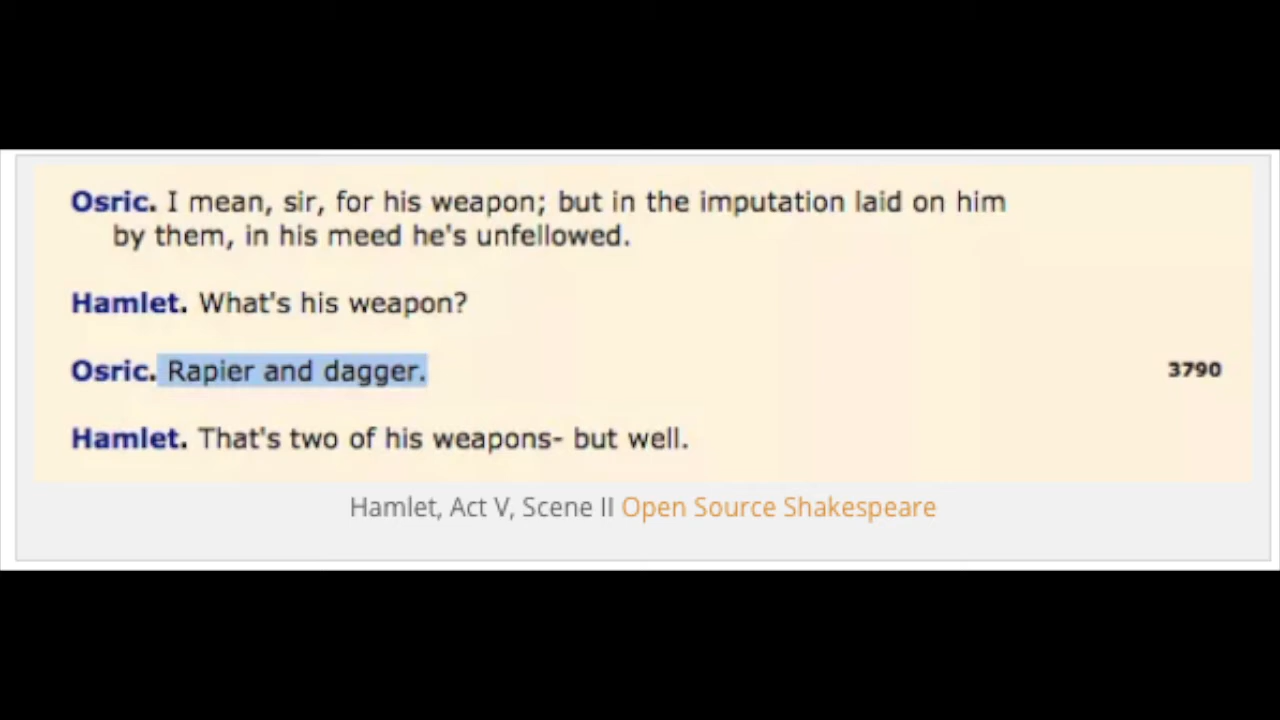 Osric. I mean, sir, for his weapon; but in the imputation laid on him
by them, in his meed he's unfellowed.
Hamlet. What's his weapon?
Osric. Rapier and dagger. 3790
Hamlet. That's two of his weapons- but well.
Hamlet, Act V, Scene II Open Source Shakespeare